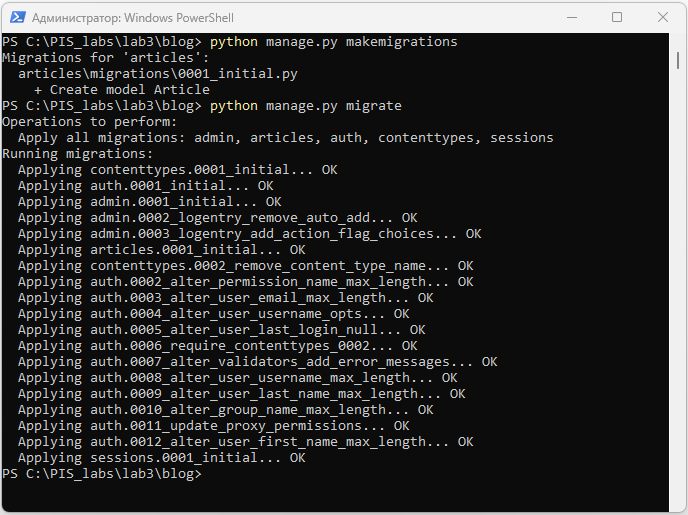 Администратор: Windows PowerShell
PS C:\PIS_labs\lab3\blog> python manage.py makemigrations
Migrations for 'articles':
  articles\migrations\0001_initial.py
    + Create model Article
PS C:\PIS_labs\lab3\blog> python manage.py migrate
Operations to perform:
  Apply all migrations: admin, articles, auth, contenttypes, sessions
Running migrations:
  Applying contenttypes.0001_initial... OK
  Applying auth.0001_initial... OK
  Applying admin.0001_initial... OK
  Applying admin.0002_logentry_remove_auto_add... OK
  Applying admin.0003_logentry_add_action_flag_choices... OK
  Applying articles.0001_initial... OK
  Applying contenttypes.0002_remove_content_type_name... OK
  Applying auth.0002_alter_permission_name_max_length... OK
  Applying auth.0003_alter_user_email_max_length... OK
  Applying auth.0004_alter_user_username_opts... OK
  Applying auth.0005_alter_user_last_login_null... OK
  Applying auth.0006_require_contenttypes_0002... OK
  Applying auth.0007_alter_validators_add_error_messages... OK
  Applying auth.0008_alter_user_username_max_length... OK
  Applying auth.0009_alter_user_last_name_max_length... OK
  Applying auth.0010_alter_group_name_max_length... OK
  Applying auth.0011_update_proxy_permissions... OK
  Applying auth.0012_alter_user_first_name_max_length... OK
  Applying sessions.0001_initial... OK
PS C:\PIS_labs\lab3\blog>